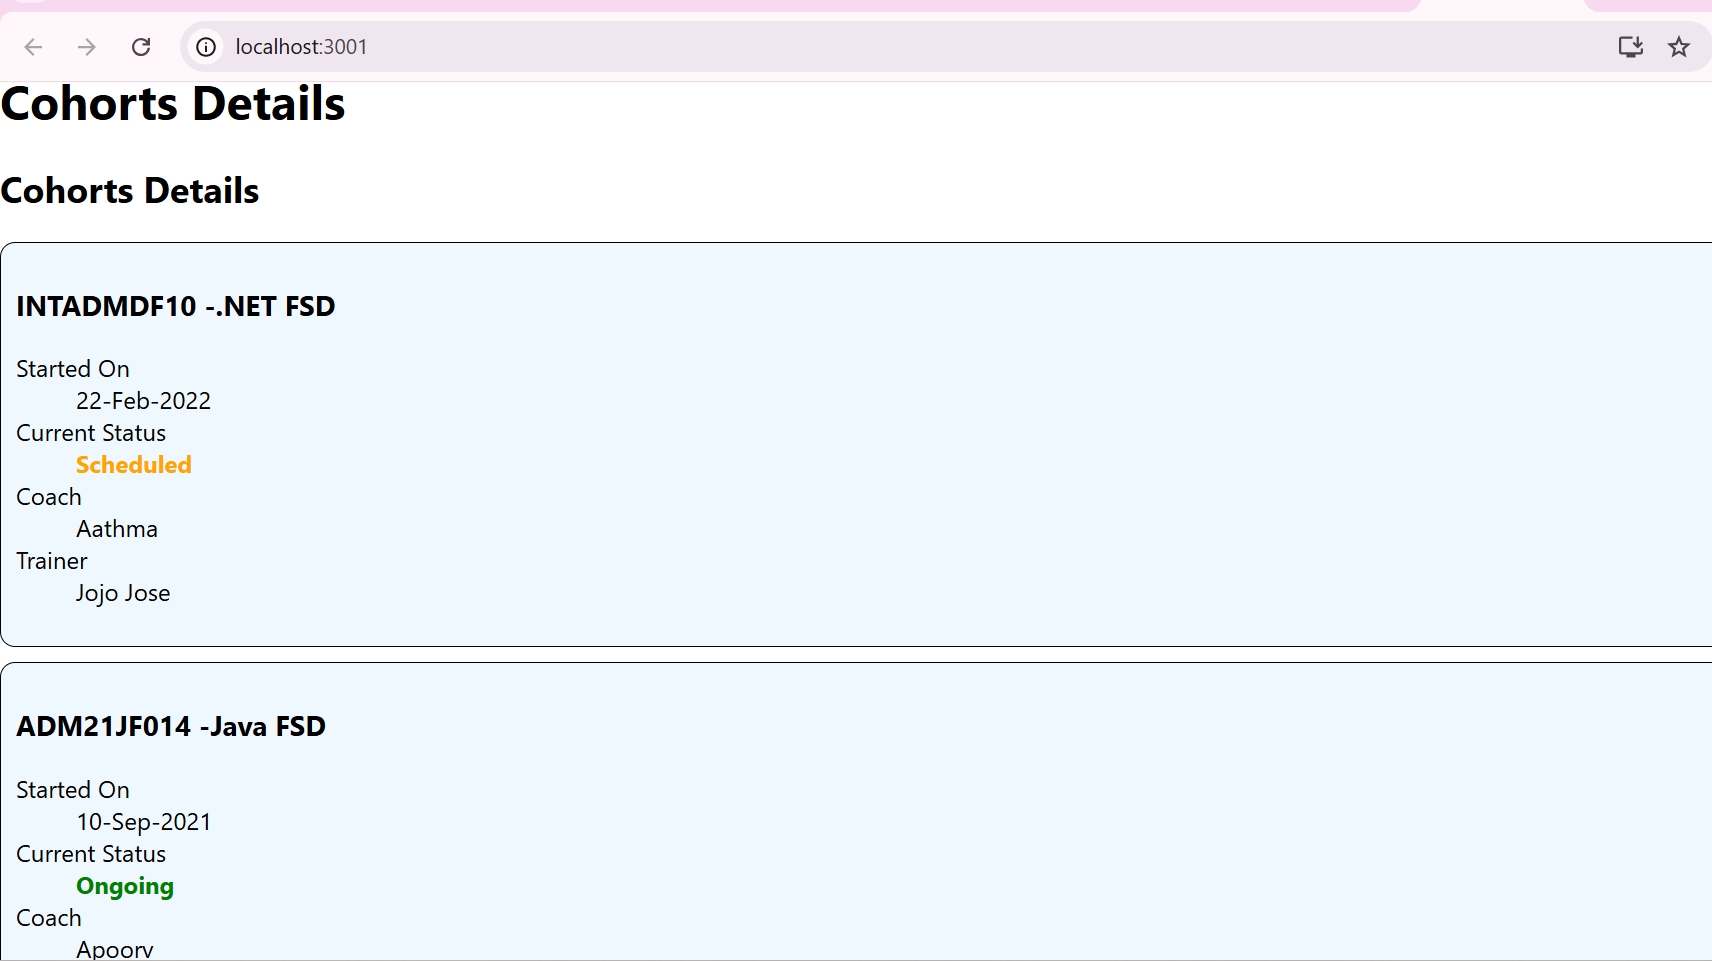 localhost:3001
Cohorts Details
Cohorts Details
INTADMDF10 -.NET FSD
Started On
22-Feb-2022
Current Status
Scheduled
Coach
Aathma
Trainer
Jojo Jose
ADM21JF014 -Java FSD
Started On
10-Sep-2021
Current Status
Ongoing
Coach
Apoorv